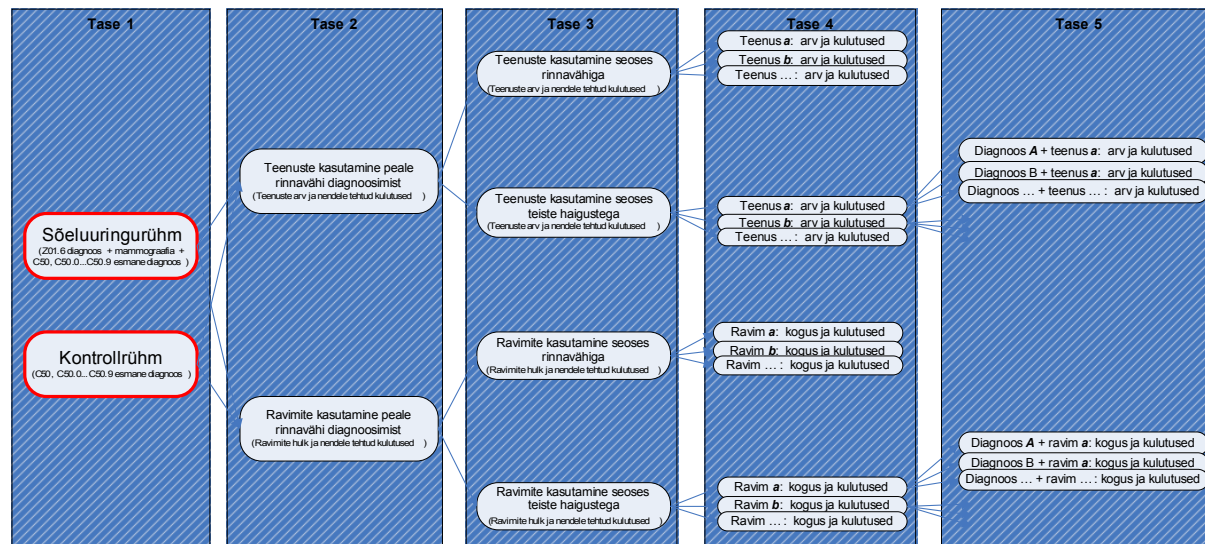 Tase 1
Sõeluuringurühm
(Z01.6 diagnoos + mammograafia +
C50, C50.0...C50.9 esmane diagnoos )
Kontrollrühm
(C50, C50.0... C50.9 esmane diagnoos )
Tase 2
Teenuste kasutamine peale
rinnavähi diagnoosimist
(Teenuste arv ja nendele tehtud kulutused )
Ravimite kasutamine peale
rinnavähi diagnoosimist
(Ravimite hulk ja nendele tehtud kulutused )
Tase 3
Teenuste kasutamine seoses
rinnavähiga
(Teenuste arv ja nendele tehtud kulutused )
Teenuste kasutamine seoses
teiste haigustega
(Teenuste arv ja nendele tehtud kulutused )
Ravimite kasutamine seoses
rinnavähiga
(Ravimite hulk ja nendele tehtud kulutused )
Ravimite kasutamine seoses
teiste haigustega
(Ravimite hulk ja nendele tehtud kulutused )
Tase 4
Teenus a: arv ja kulutused
Teenus b: arv ja kulutused
Teenus ... : arv ja kulutused
Teenus a: arv ja kulutused
Teenus b: arv ja kulutused
Teenus ... : arv ja kulutused
Ravim a: kogus ja kulutused
Ravim b: kogus ja kulutused
Ravim ... : kogus ja kulutused
Ravim a: kogus ja kulutused
Ravim b: kogus ja kulutused
Ravim ... : kogus ja kulutused
Tase 5
Diagnoos A + teenus a: arv ja kulutused
Diagnoos B + teenus a: arv ja kulutused
Diagnoos ... + teenus ... : arv ja kulutused
Diagnoos A + ravim a: kogus ja kulutused
Diagnoos B + ravim a: kogus ja kulutused
Diagnoos ... + ravim ... : kogus ja kulutused